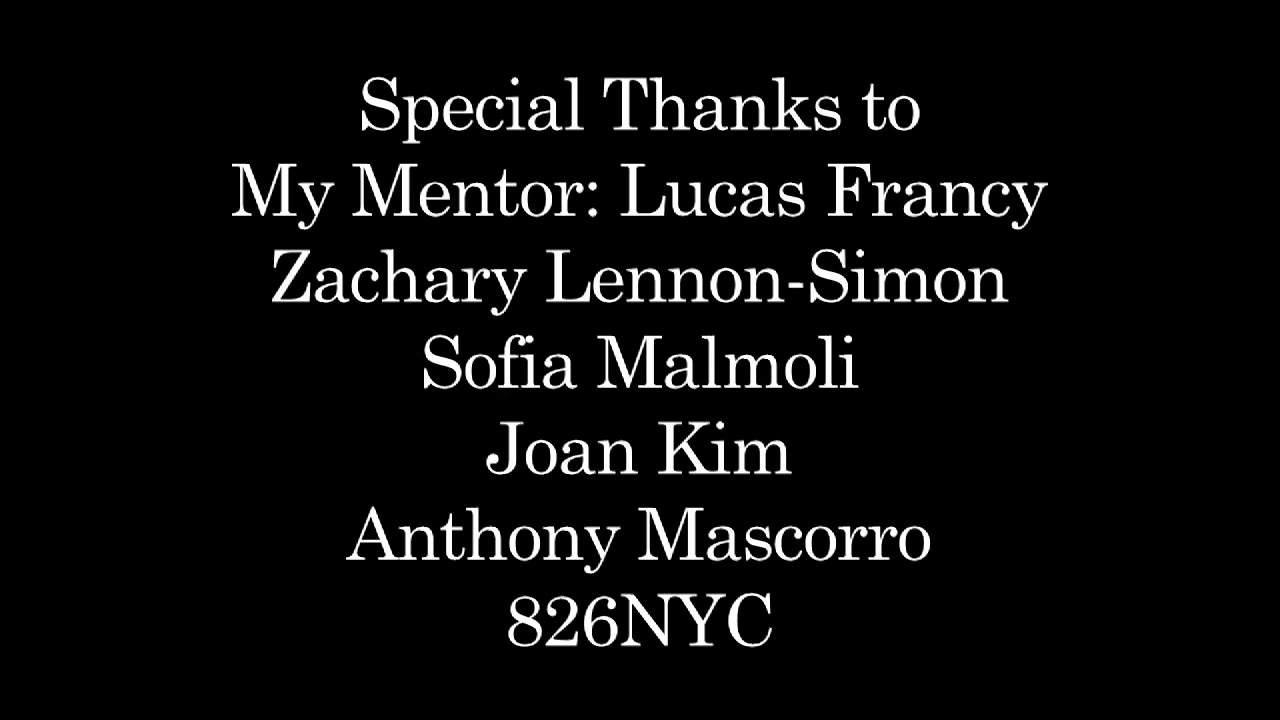 Special Thanks to
My Mentor: Lucas Francy
Zachary Lennon-Simon
Sofia Malmoli
Joan Kim
Anthony Mascorro
826NYC